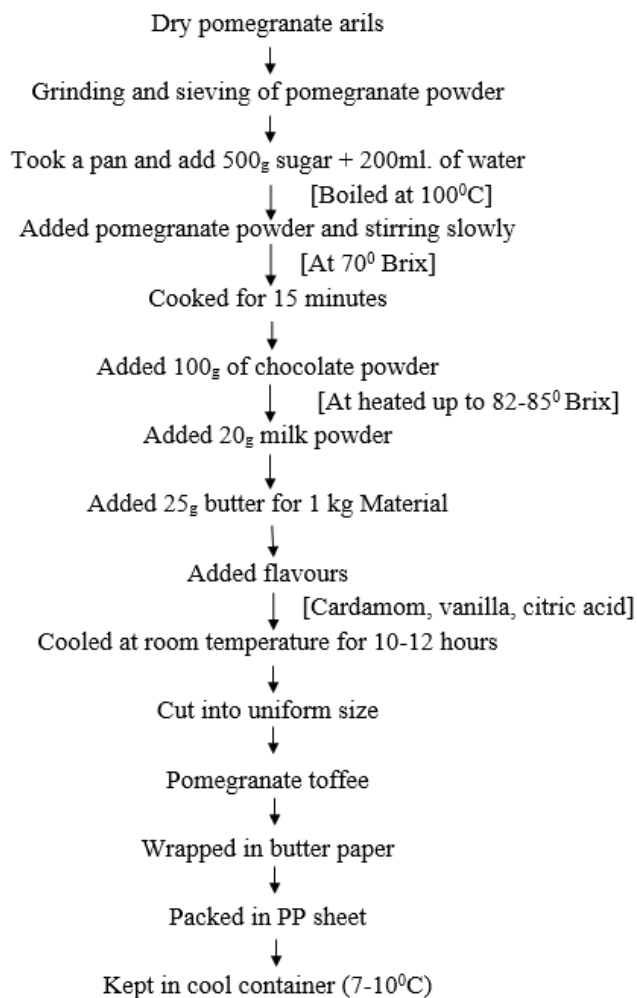 Dry pomegranate arils
Grinding and sieving of pomegranate powder
Took a pan and add 500g sugar + 200ml. of water
[Boiled at 100⁰C]
Added pomegranate powder and stirring slowly
[At 70⁰ Brix]
Cooked for 15 minutes
Added 100g of chocolate powder
[At heated up to 82-85⁰ Brix]
Added 20g milk powder
Added 25g butter for 1 kg Material
Added flavours
[Cardamom, vanilla, citric acid]
Cooled at room temperature for 10-12 hours
Cut into uniform size
Pomegranate toffee
Wrapped in butter paper
Packed in PP sheet
Kept in cool container (7-10⁰C)